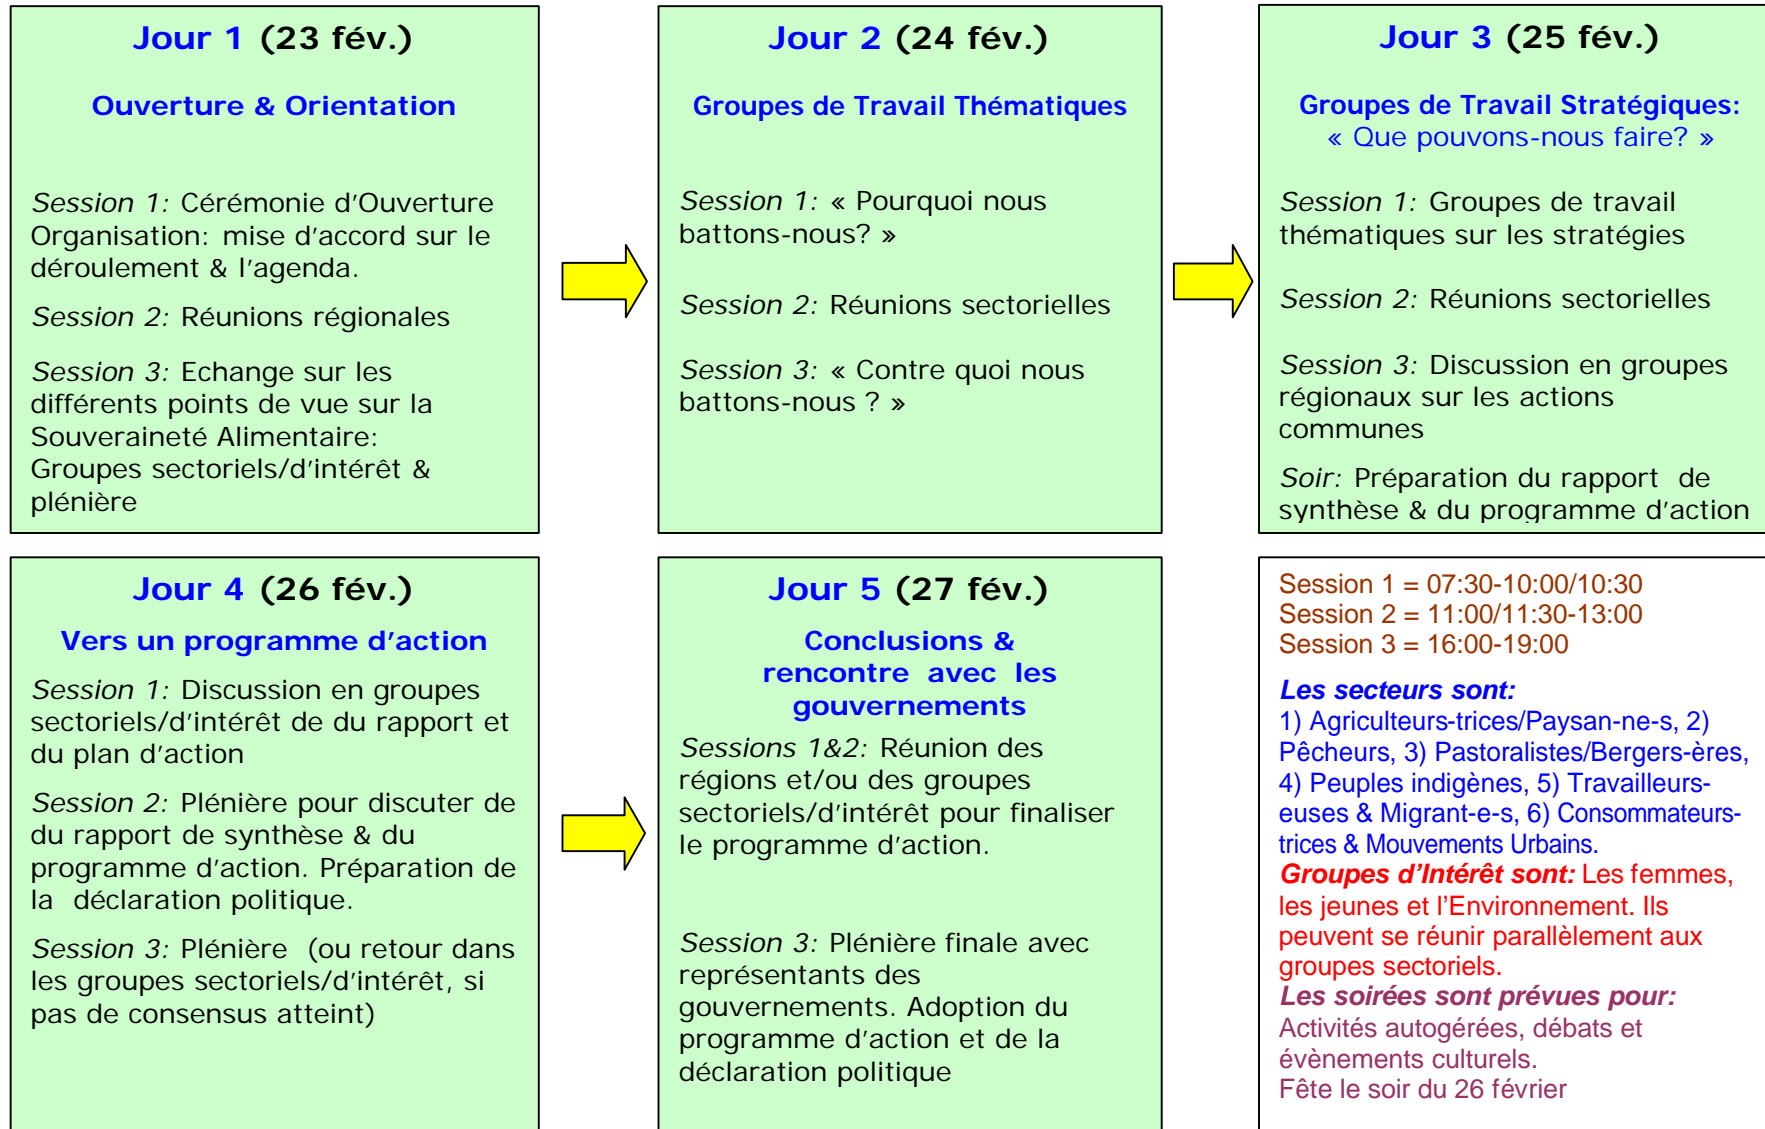 Jour 1 (23 fév.)
Ouverture & Orientation
Session 1: Cérémonie d'Ouverture
Organisation: mise d'accord sur le
déroulement & l'agenda.
Session 2: Réunions régionales
Session 3: Echange sur les
différents points de vue sur la
Souveraineté Alimentaire:
Groupes sectoriels/d'intérêt &
plénière
Jour 2 (24 fév.)
Groupes de Travail Thématiques
Session 1: « Pourquoi nous
battons-nous? »
Session 2: Réunions sectorielles
Session 3: « Contre quoi nous
battons-nous ? »
Jour 3 (25 fév.)
Groupes de Travail Stratégiques:
« Que pouvons-nous faire? »
Session 1: Groupes de travail
thématiques sur les stratégies
Session 2: Réunions sectorielles
Session 3: Discussion en groupes
régionaux sur les actions
communes
Soir: Préparation du rapport de
synthèse & du programme d'action
Jour 4 (26 fév.)
Vers un programme d'action
Session 1: Discussion en groupes
sectoriels/d'intérêt de du rapport et
du plan d'action
Session 2: Plénière pour discuter de
du rapport de synthèse & du
programme d'action. Préparation de
la déclaration politique.
Session 3: Plénière (ou retour dans
les groupes sectoriels/d'intérêt, si
pas de consensus atteint)
Jour 5 (27 fév.)
Conclusions &
rencontre avec les
gouvernements
Sessions 1&2: Réunion des
régions et/ou des groupes
sectoriels/d'intérêt pour finaliser
le programme d'action.
Session 3: Plénière finale avec
représentants des
gouvernements. Adoption du
programme d'action et de la
déclaration politique
Session 1 = 07:30-10:00/10:30
Session 2 = 11:00/11:30-13:00
Session 3 = 16:00-19:00
Les secteurs sont:
1) Agriculteurs-trices/Paysan-ne-s, 2)
Pêcheurs, 3) Pastoralistes/Bergers-ères,
4) Peuples indigènes, 5) Travailleurs-
euses & Migrant-e-s, 6) Consommateurs-
trices & Mouvements Urbains.
Groupes d'Intérêt sont: Les femmes,
les jeunes et l'Environnement. Ils
peuvent se réunir parallèlement aux
groupes sectoriels.
Les soirées sont prévues pour:
Activités autogérées, débats et
évènements culturels.
Fête le soir du 26 février